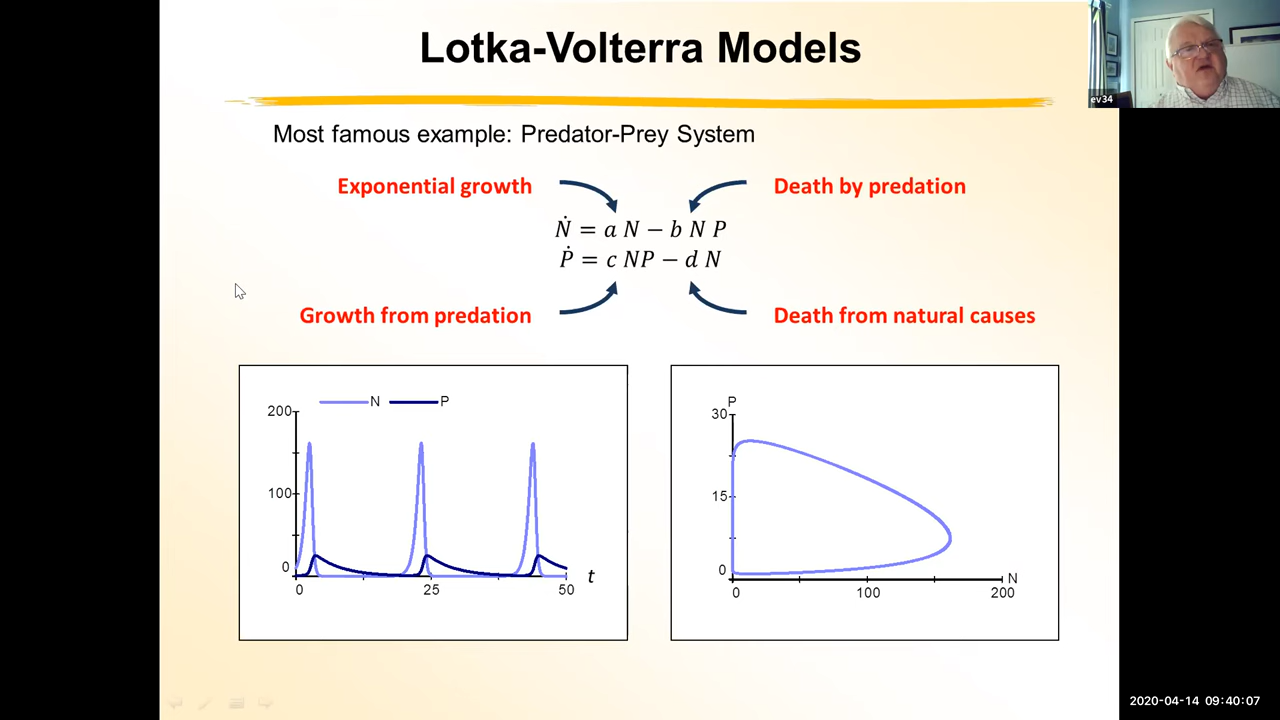 Lotka-Volterra Models
ev34
Most famous example: Predator-Prey System
Exponential growth
Death by predation
Ṅ = a N − b N P
Ṗ = c NP − d N
Growth from predation
Death from natural causes
N P
200
100
0
0 25 50
t
P
30
15
0
0 100 200
N
2020-04-14 09:40:07